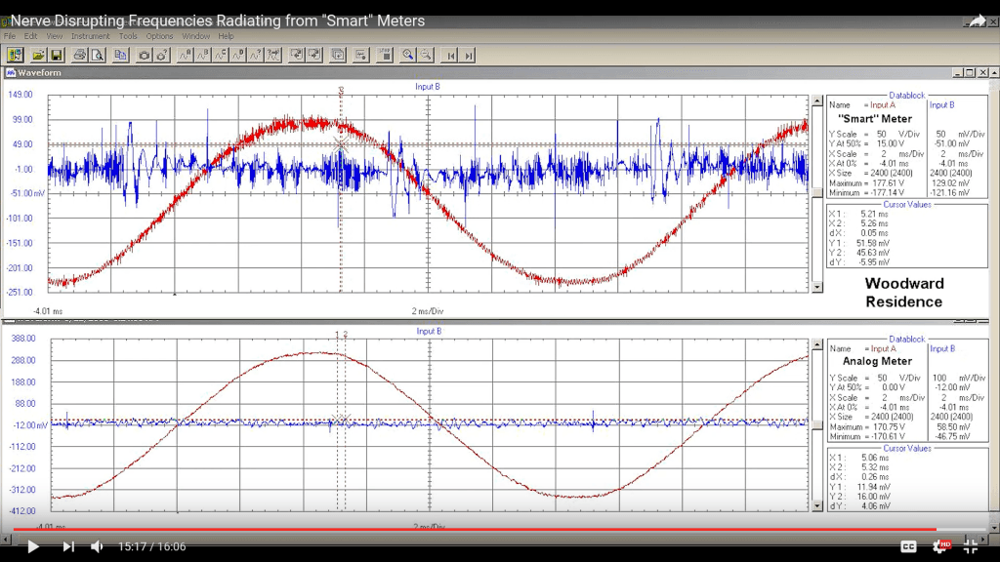 Nerve Disrupting Frequencies Radiating from "Smart" Meters
File Edit View Instrument Tools Options Window Help
Waveform
Input B
149.00
99.00
49.00
-1.00
-51.00 mV
-101.00
-151.00
-201.00
-251.00
-4.01 ms
2 ms/Div
Datablock
Name = Input A Input B
"Smart" Meter
Y Scale = 50 V/Div 50 mV/Div
Y At 50% = 15.00 V -51.00 mV
X Scale = 2 ms/Div 2 ms/Div
X At 0% = -4.01 ms -4.01 ms
X Size = 2400 (2400) 2400 (2400)
Maximum = 177.61 V 129.02 mV
Minimum = -177.14 V -121.16 mV
Cursor Values
X1: 5.21 ms
X2: 5.26 ms
dX: 0.05 ms
Y1: 51.58 mV
Y2: 45.63 mV
dY: -5.95 mV
Woodward
Residence
Input B
388.00
288.00
188.00
88.00
-12.00 mV
-112.00
-212.00
-312.00
-412.00
1 2
-4.01 ms
2 ms/Div
Datablock
Name = Input A Input B
Analog Meter
Y Scale = 50 V/Div 100 mV/Div
Y At 50% = 0.00 V -12.00 mV
X Scale = 2 ms/Div 2 ms/Div
X At 0% = -4.01 ms -4.01 ms
X Size = 2400 (2400) 2400 (2400)
Maximum = 170.75 V 58.50 mV
Minimum = -170.61 V -46.75 mV
Cursor Values
X1: 5.06 ms
X2: 5.32 ms
dX: 0.26 ms
Y1: 11.94 mV
Y2: 16.00 mV
dY: 4.06 mV
15:17 / 16:06
CC
HD